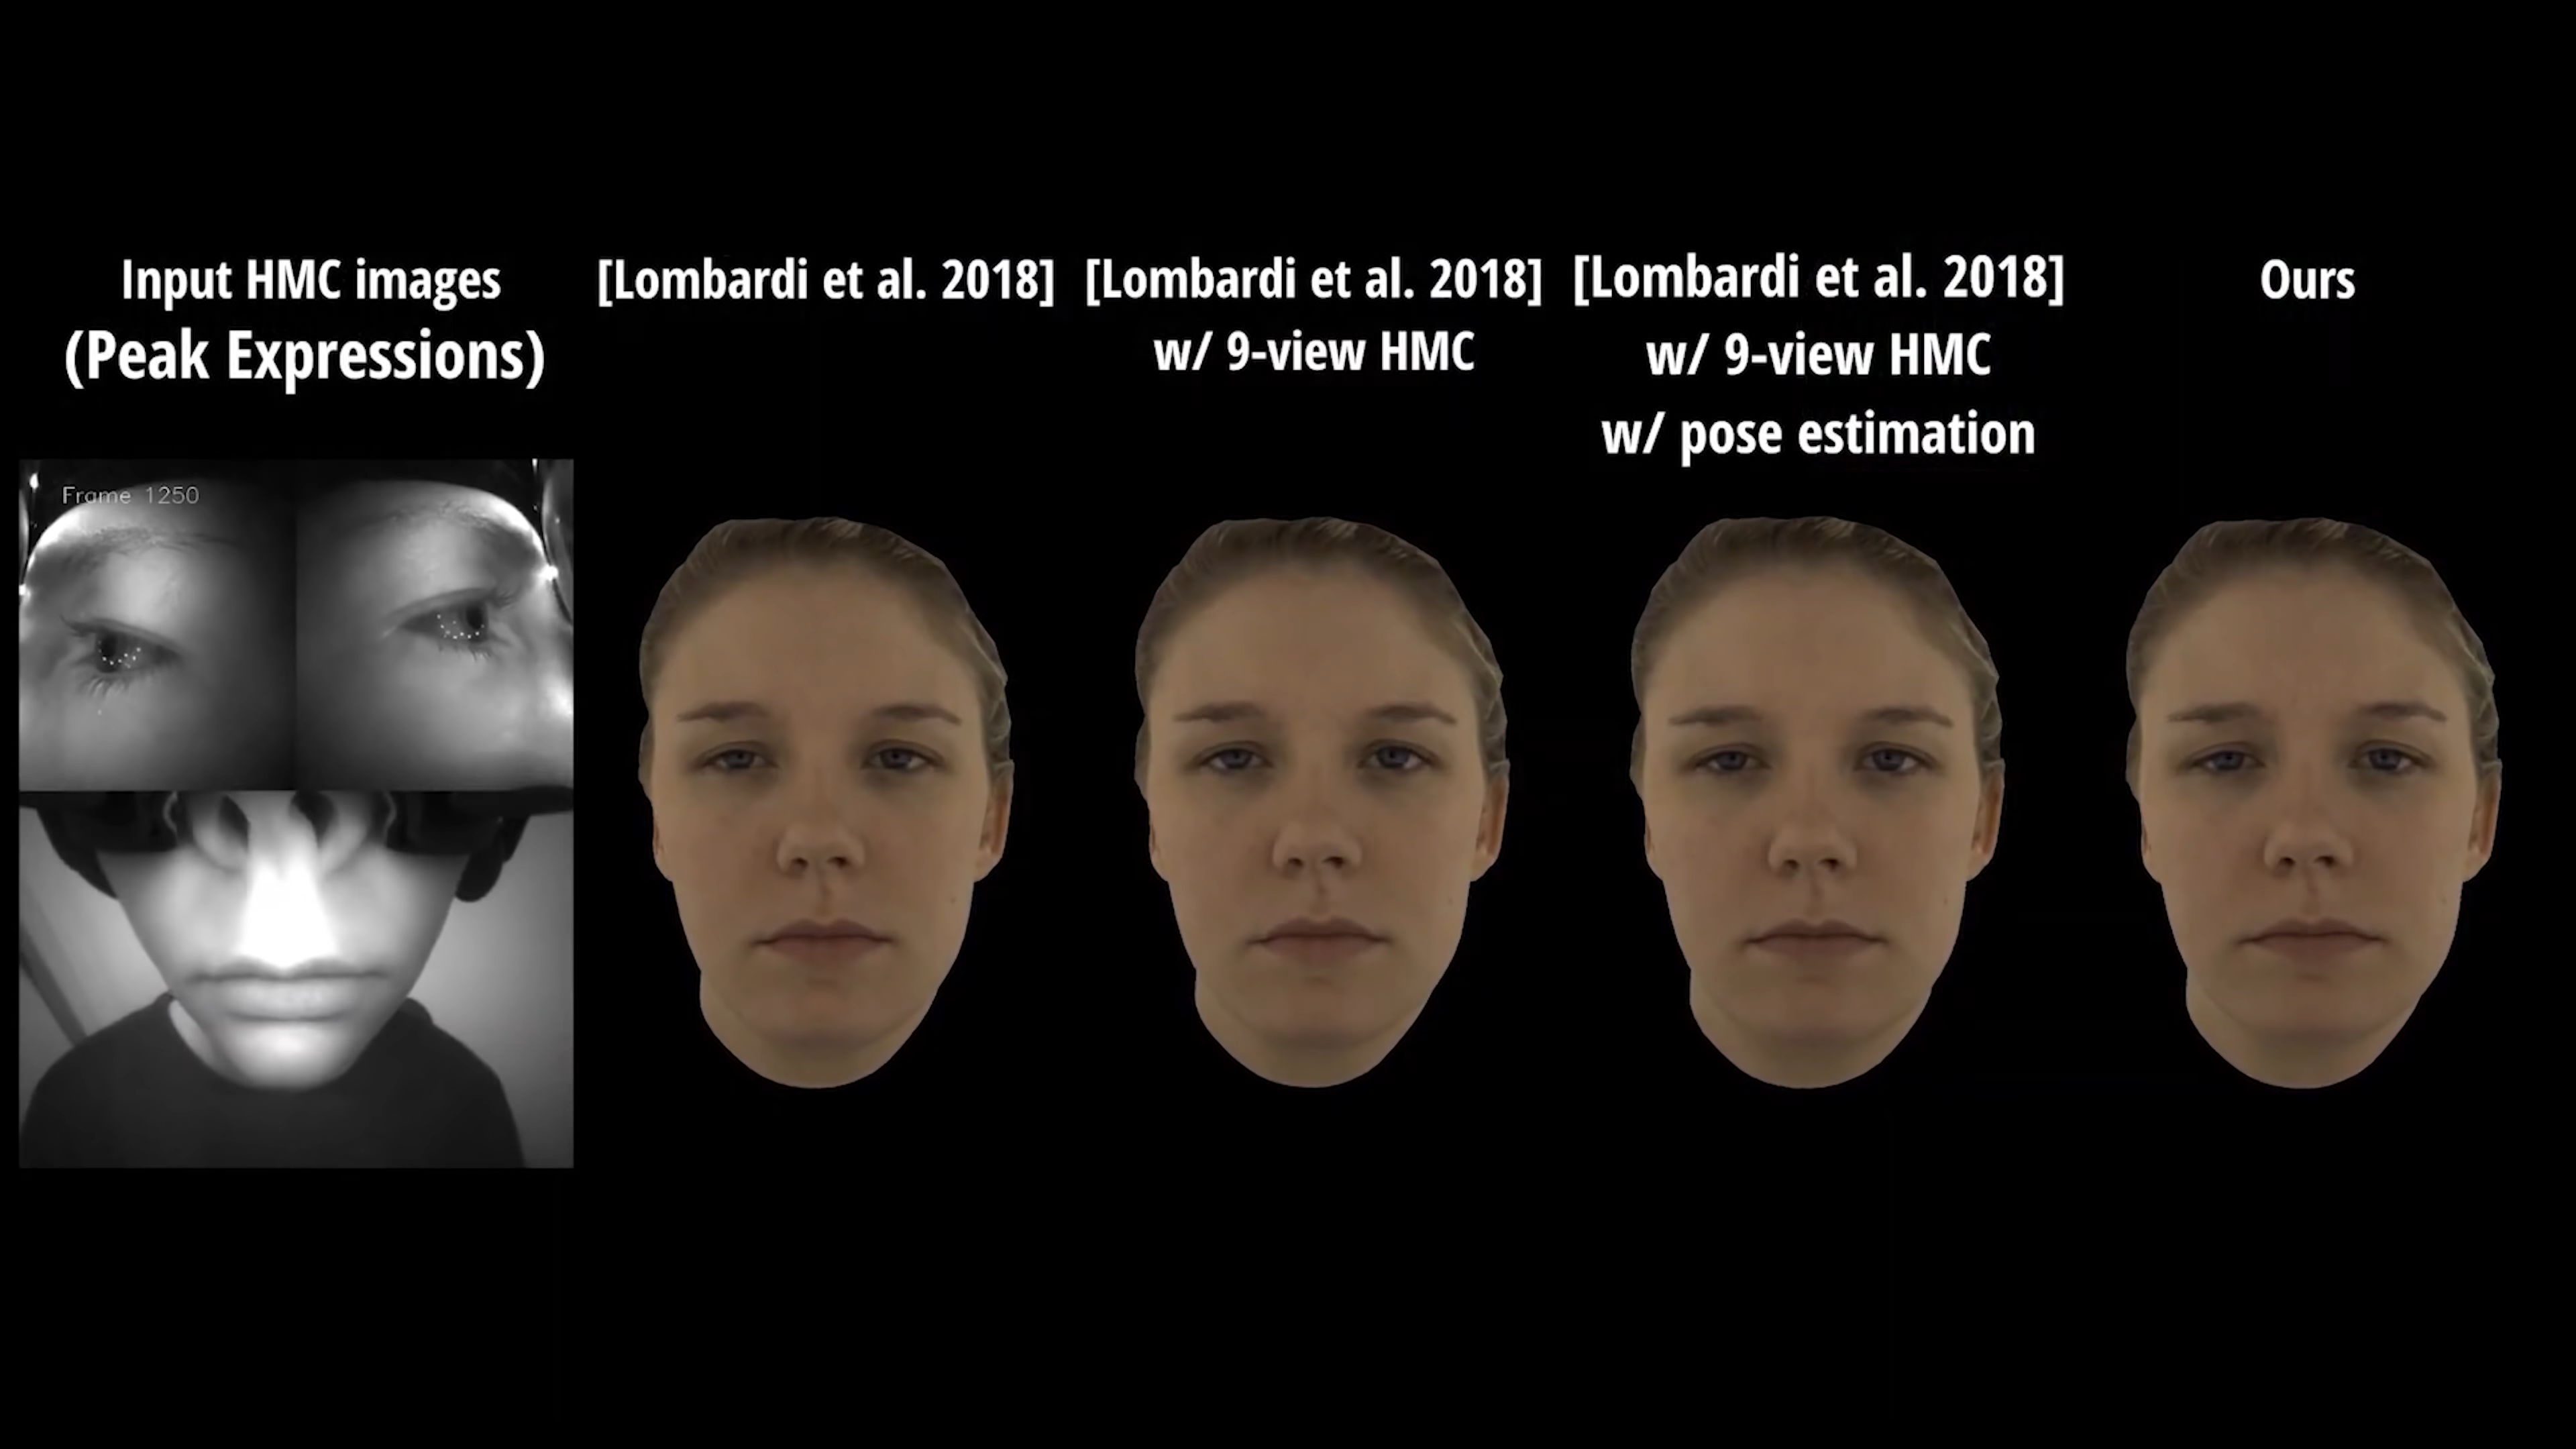 Input HMC images
(Peak Expressions)
Frame 1250
[Lombardi et al. 2018]
[Lombardi et al. 2018]
w/ 9-view HMC
[Lombardi et al. 2018]
w/ 9-view HMC
w/ pose estimation
Ours